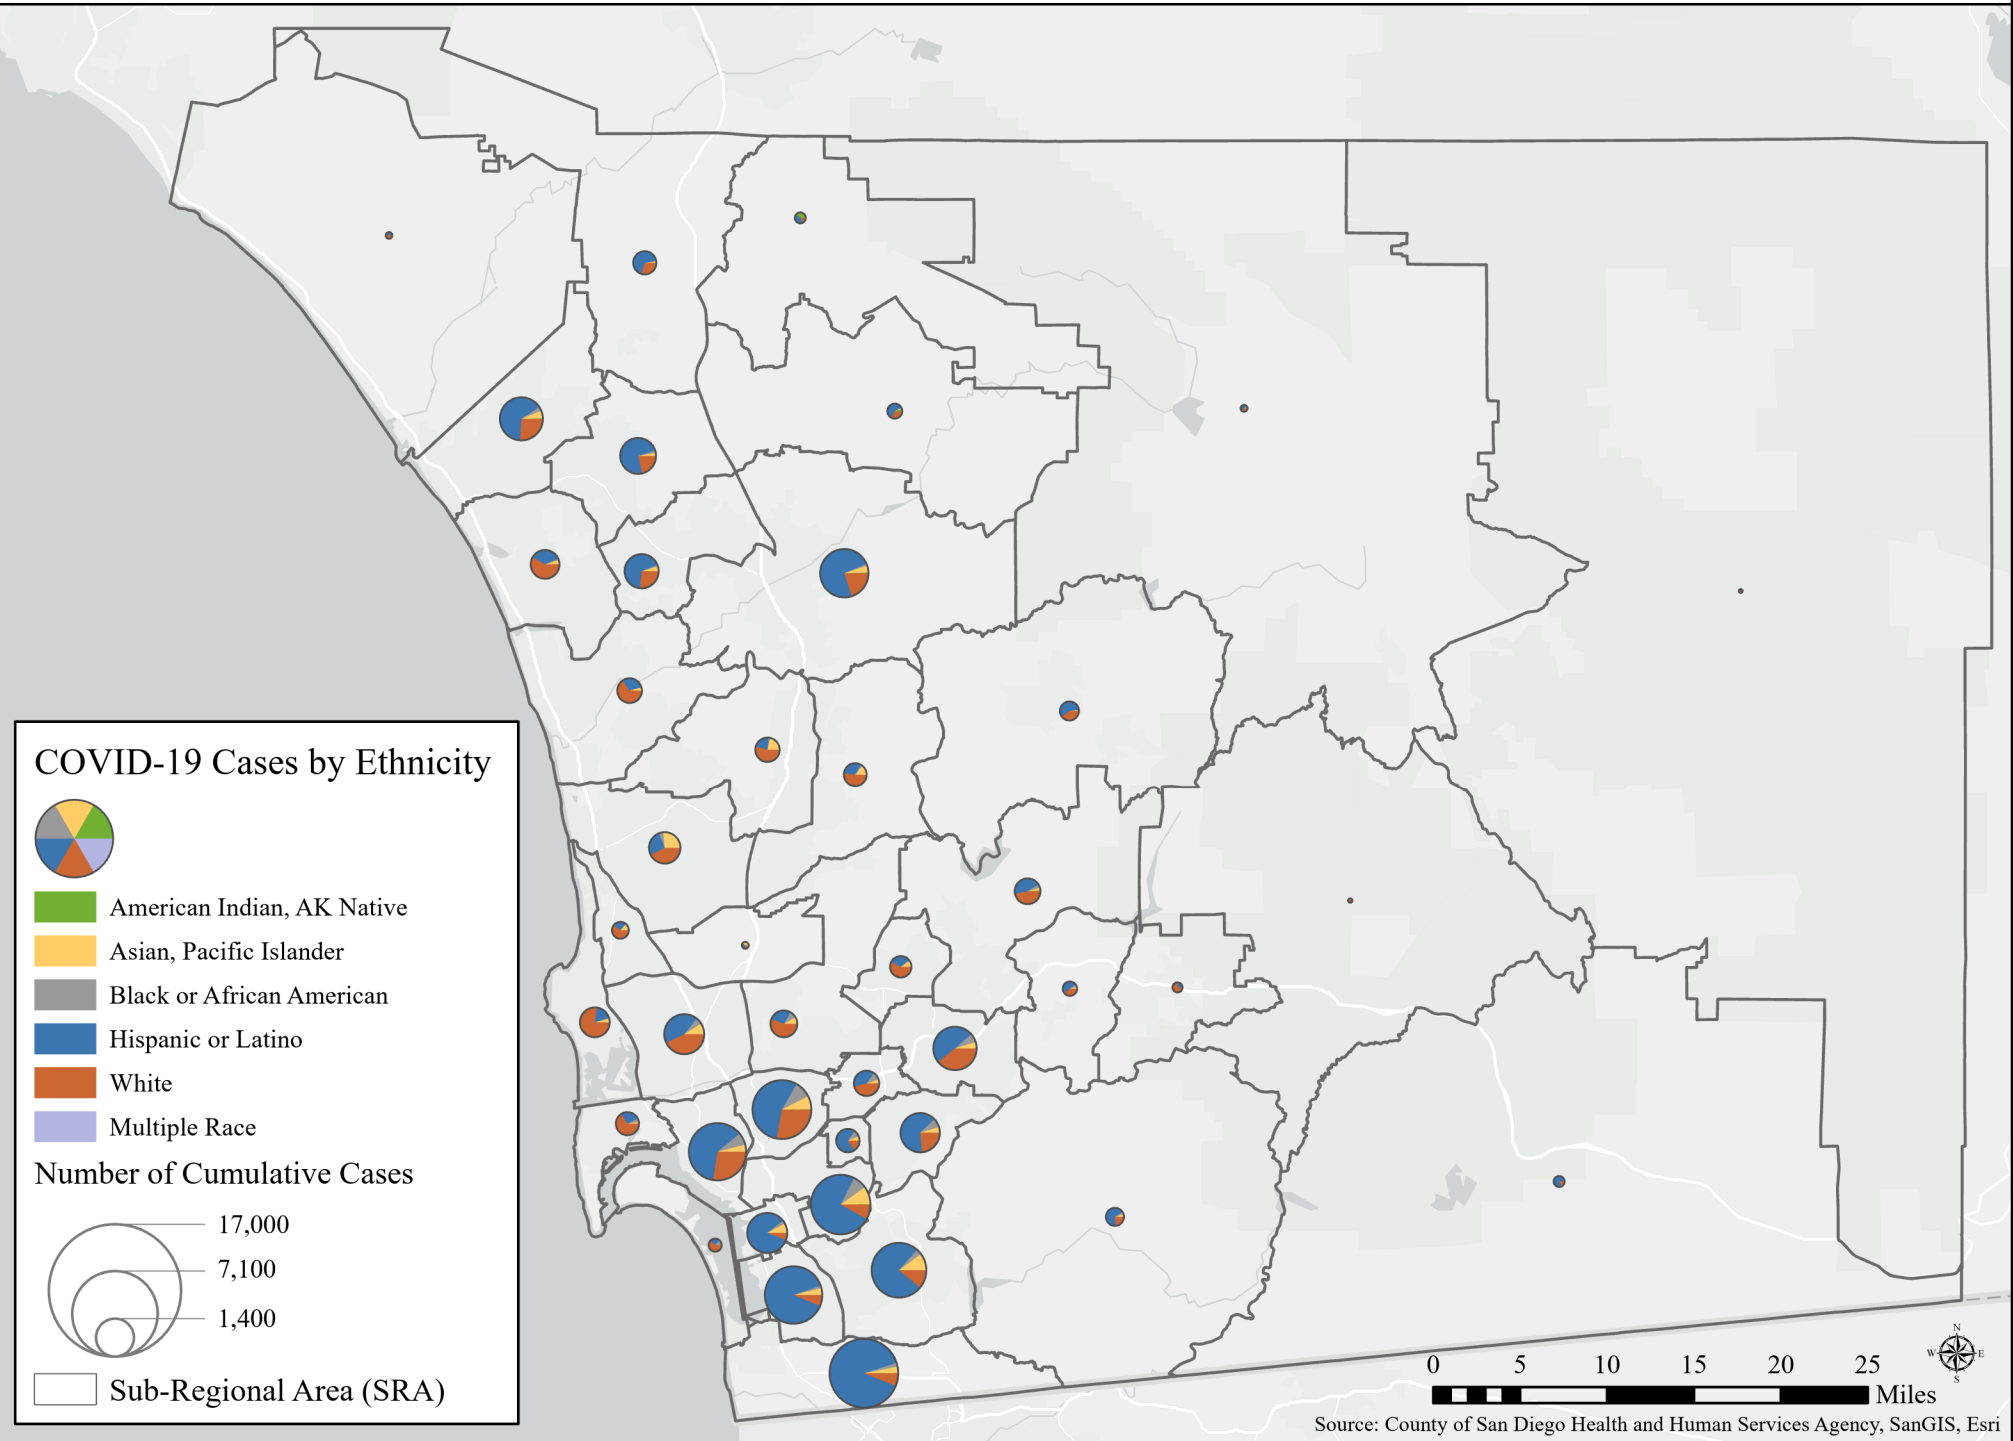 COVID-19 Cases by Ethnicity
American Indian, AK Native
Asian, Pacific Islander
Black or African American
Hispanic or Latino
White
Multiple Race
Number of Cumulative Cases
17,000
7,100
1,400
Sub-Regional Area (SRA)
N
W E
S
0 5 10 15 20 25
Miles
Source: County of San Diego Health and Human Services Agency, SanGIS, Esri